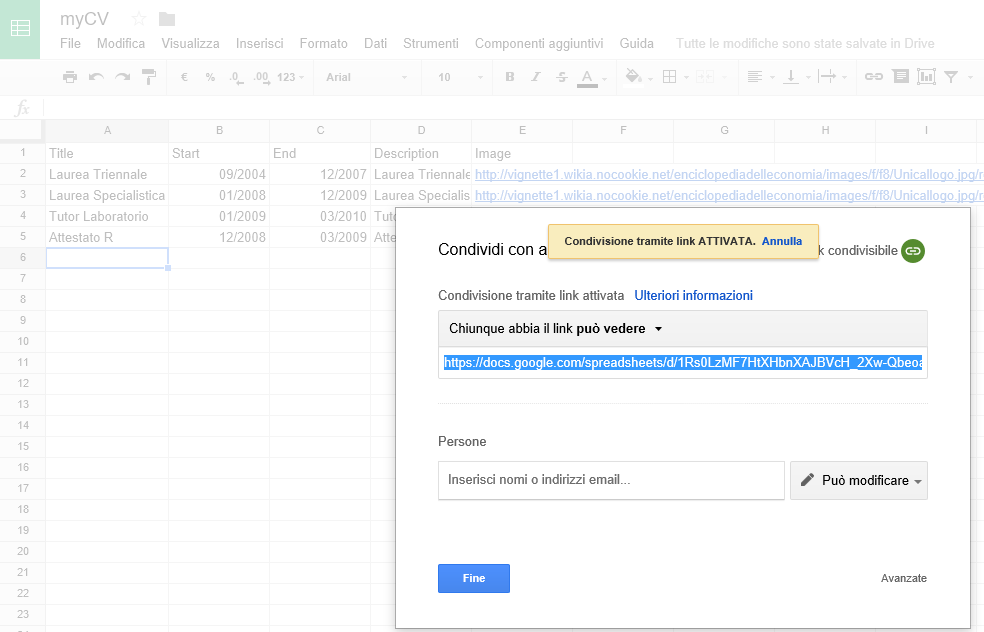 myCV
File Modifica Visualizza Inserisci Formato Dati Strumenti Componenti aggiuntivi Guida Tutte le modifiche sono state salvate in Drive
€ % .0 .00 123 Arial 10 B I S A
fx
A B C D E F G H I
1 Title Start End Description Image
2 Laurea Triennale 09/2004 12/2007 Laurea Triennale http://vignette1.wikia.nocookie.net/enciclopediadelleconomia/images/f/f8/Unicallogo.jpg/r
3 Laurea Specialistica 01/2008 12/2009 Laurea Specialis http://vignette1.wikia.nocookie.net/enciclopediadelleconomia/images/f/f8/Unicallogo.jpg/r
4 Tutor Laboratorio 01/2009 03/2010 Tuto
5 Attestato R 12/2008 03/2009 Atte
6
7
8
9
10
11
12
13
14
15
16
17
18
19
20
21
22
23
Condividi con a
Condivisione tramite link ATTIVATA. Annulla
k condivisibile
Condivisione tramite link attivata Ulteriori informazioni
Chiunque abbia il link può vedere
https://docs.google.com/spreadsheets/d/1Rs0LzMF7HtXHbnXAJBVcH_2Xw-Qbeoa
Persone
Inserisci nomi o indirizzi email...
Può modificare
Fine
Avanzate